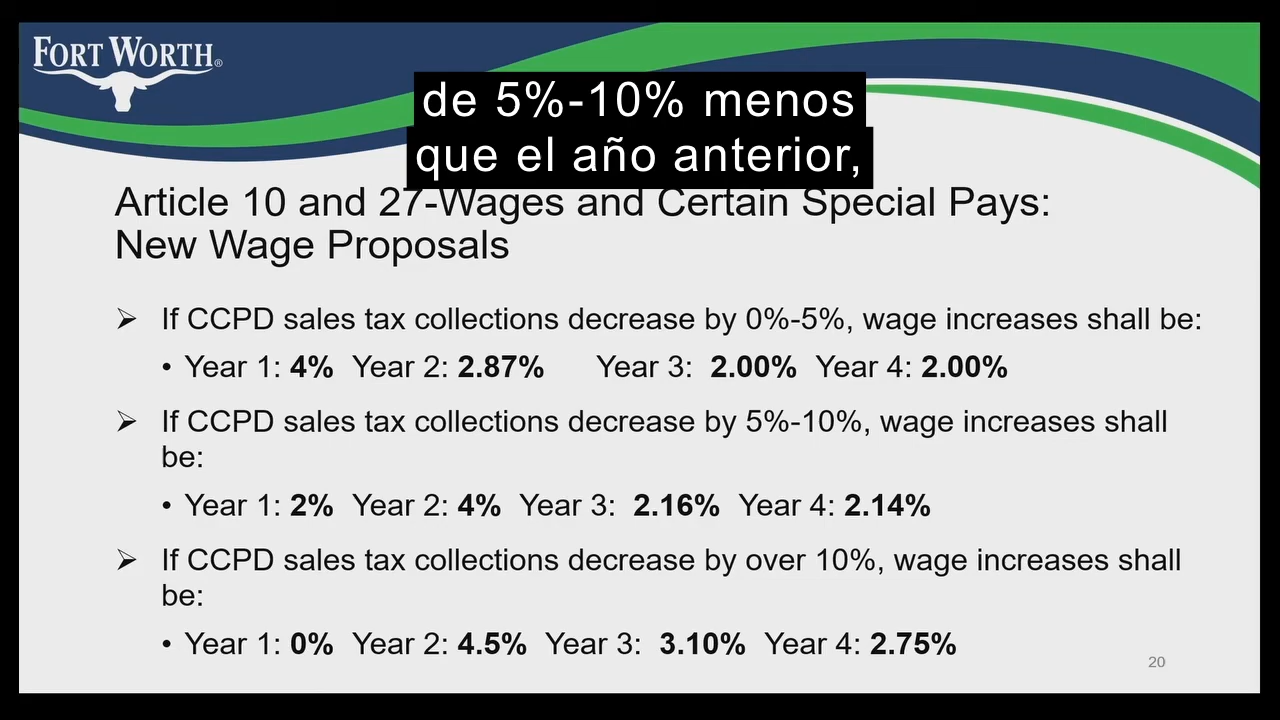 FORT WORTH®
de 5%-10% menos
que el año anterior,
Article 10 and 27-Wages and Certain Special Pays:
New Wage Proposals
➢ If CCPD sales tax collections decrease by 0%-5%, wage increases shall be:
• Year 1: 4% Year 2: 2.87% Year 3: 2.00% Year 4: 2.00%
➢ If CCPD sales tax collections decrease by 5%-10%, wage increases shall
be:
• Year 1: 2% Year 2: 4% Year 3: 2.16% Year 4: 2.14%
➢ If CCPD sales tax collections decrease by over 10%, wage increases shall
be:
• Year 1: 0% Year 2: 4.5% Year 3: 3.10% Year 4: 2.75%
20